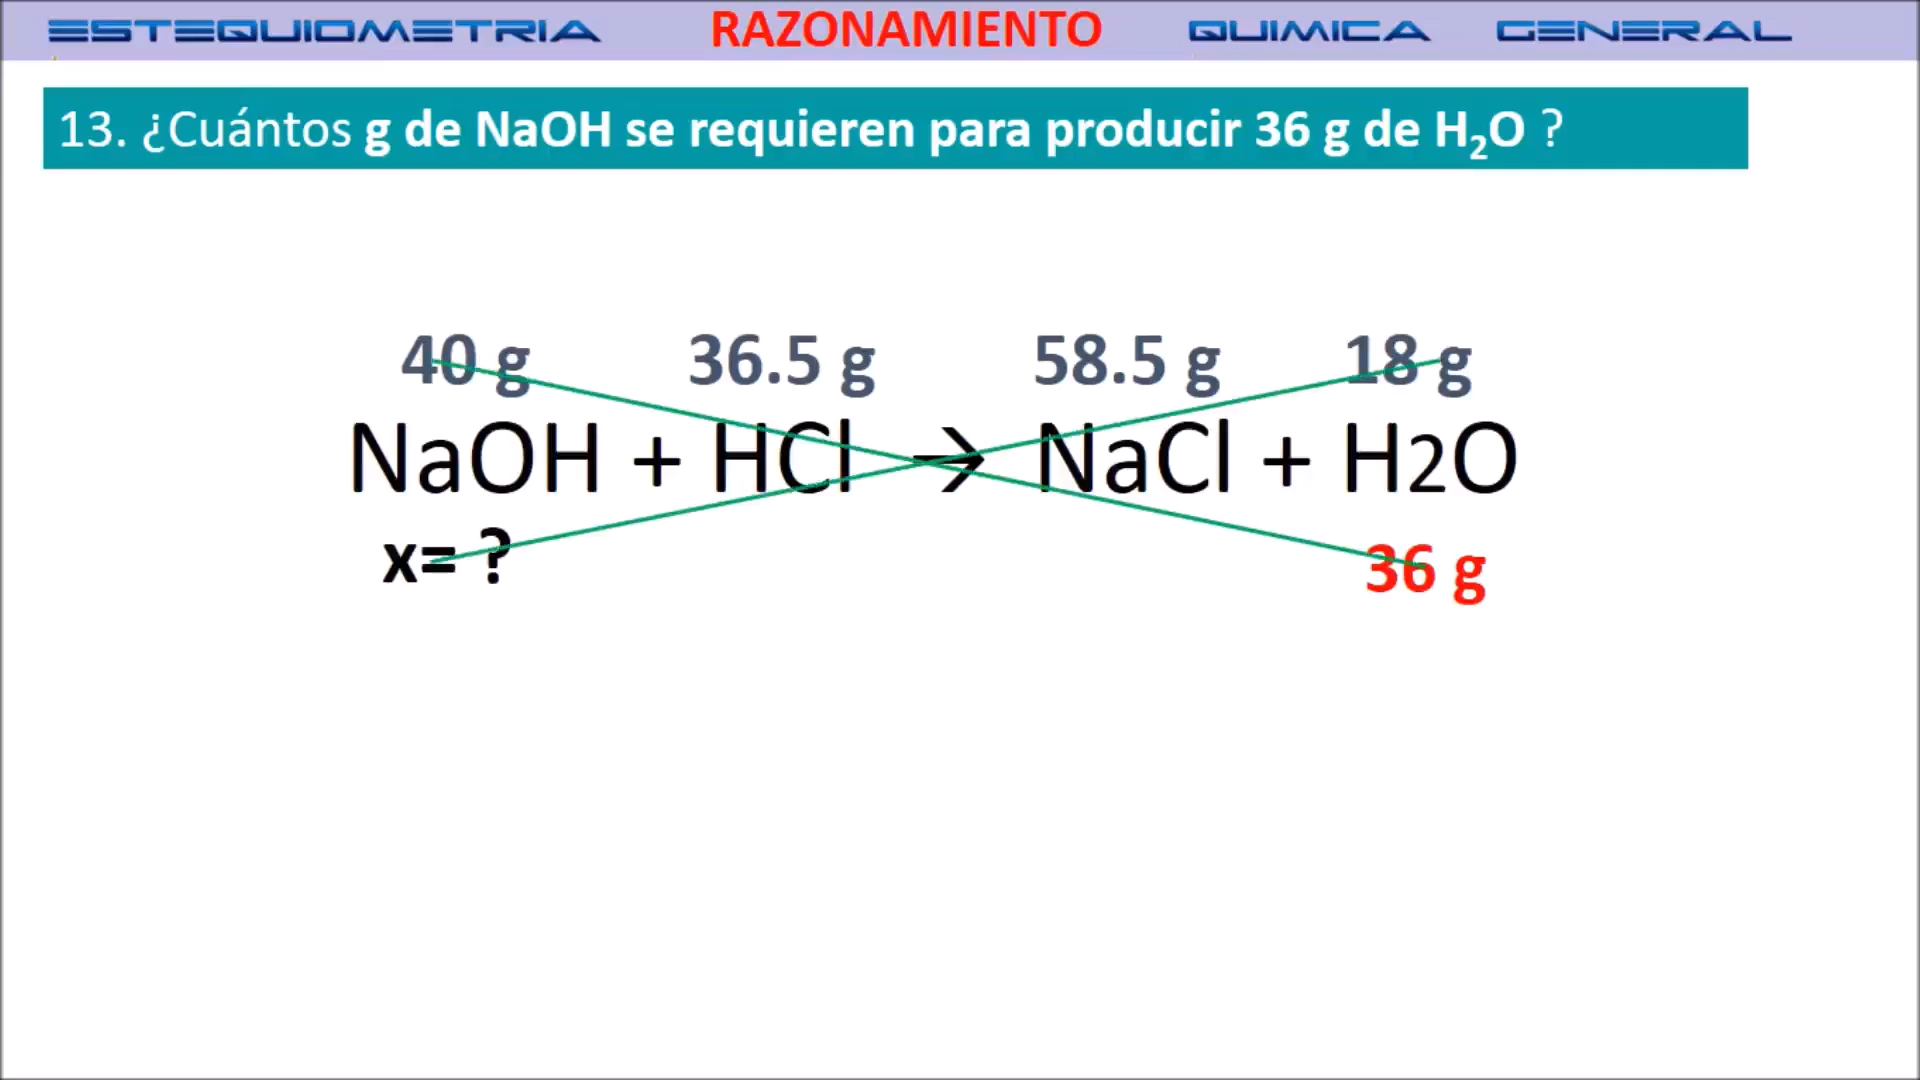 ESTEQUIOMETRIA RAZONAMIENTO QUIMICA GENERAL
13. ¿Cuántos g de NaOH se requieren para producir 36 g de H₂O ?
40 g 36.5 g 58.5 g 18 g
NaOH + HCl → NaCl + H2O
x= ? 36 g